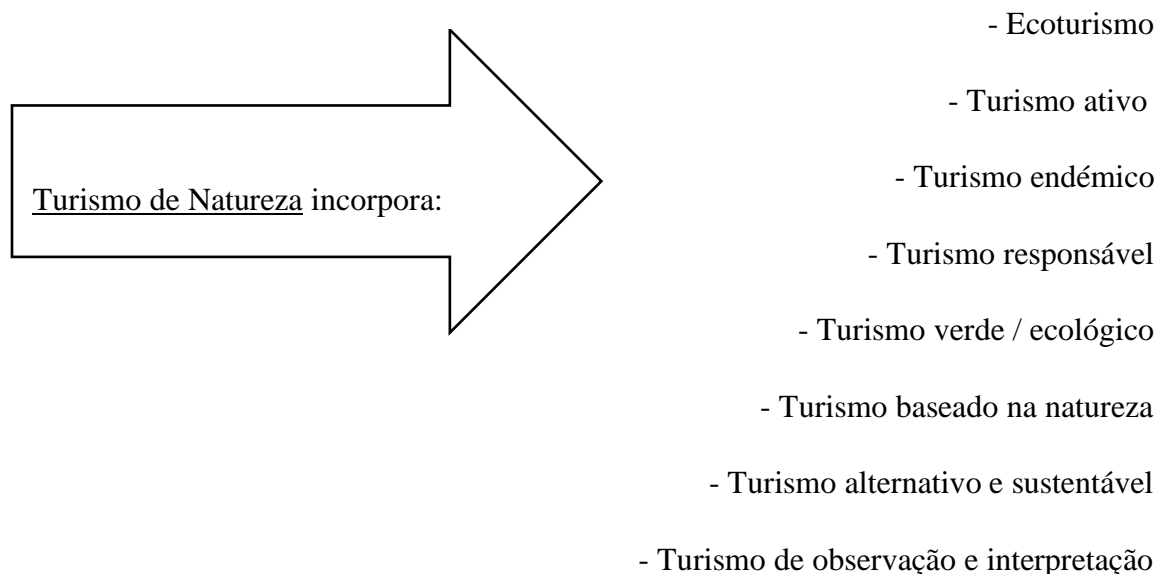 Turismo de Natureza incorpora:
- Ecoturismo
- Turismo ativo
- Turismo endémico
- Turismo responsável
- Turismo verde / ecológico
- Turismo baseado na natureza
- Turismo alternativo e sustentável
- Turismo de observação e interpretação